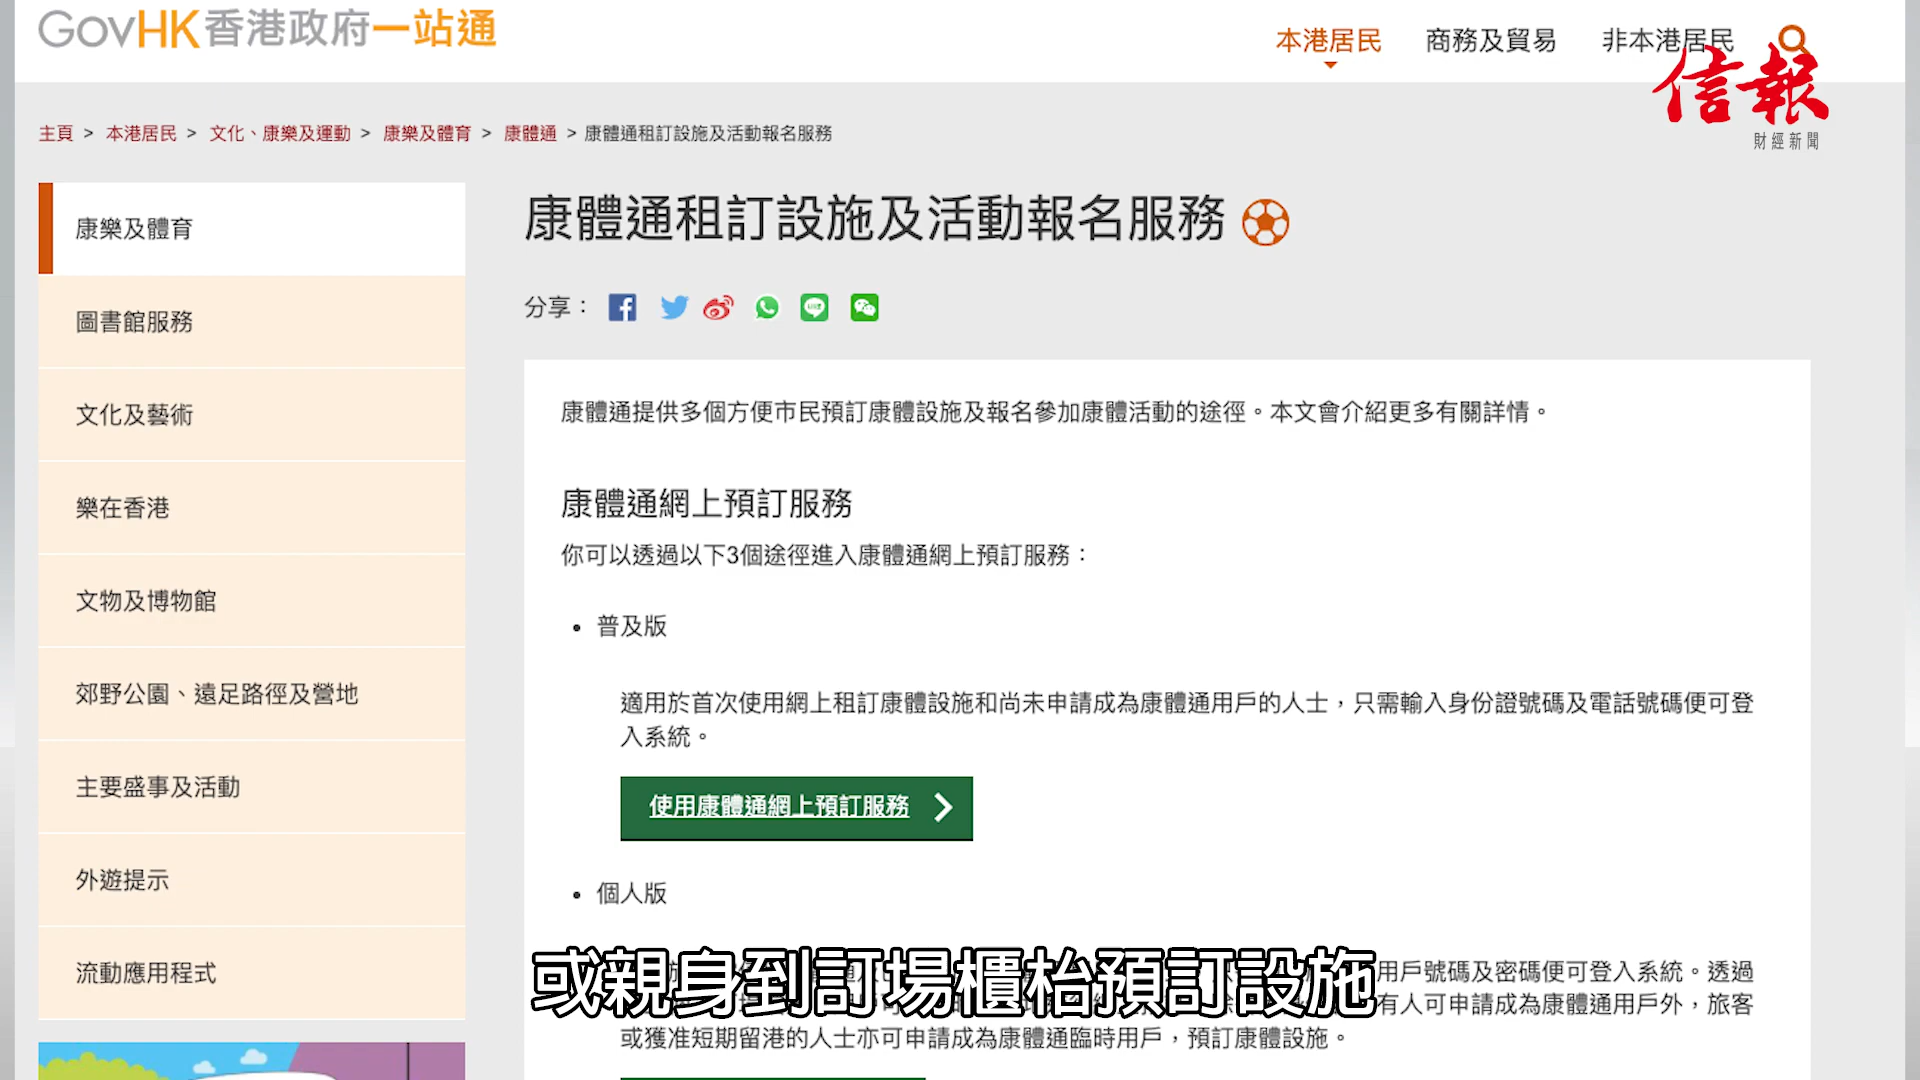 GovHK香港政府一站通
本港居民 商務及貿易 非本港居民
信報
財經新聞
主頁 > 本港居民 > 文化、康樂及運動 > 康樂及體育 > 康體通 > 康體通租訂設施及活動報名服務
康樂及體育
圖書館服務
文化及藝術
樂在香港
文物及博物館
郊野公園、遠足路徑及營地
主要盛事及活動
外遊提示
流動應用程式
康體通租訂設施及活動報名服務
分享：
康體通提供多個方便市民預訂康體設施及報名參加康體活動的途徑。本文會介紹更多有關詳情。
康體通網上預訂服務
你可以透過以下3個途徑進入康體通網上預訂服務：
• 普及版
適用於首次使用網上租訂康體設施和尚未申請成為康體通用戶的人士，只需輸入身份證號碼及電話號碼便可登
入系統。
使用康體通網上預訂服務
• 個人版
用戶號碼及密碼便可登入系統。透過
有人可申請成為康體通用戶外，旅客
或獲准短期留港的人士亦可申請成為康體通臨時用戶，預訂康體設施。
或親身到訂場櫃枱預訂設施